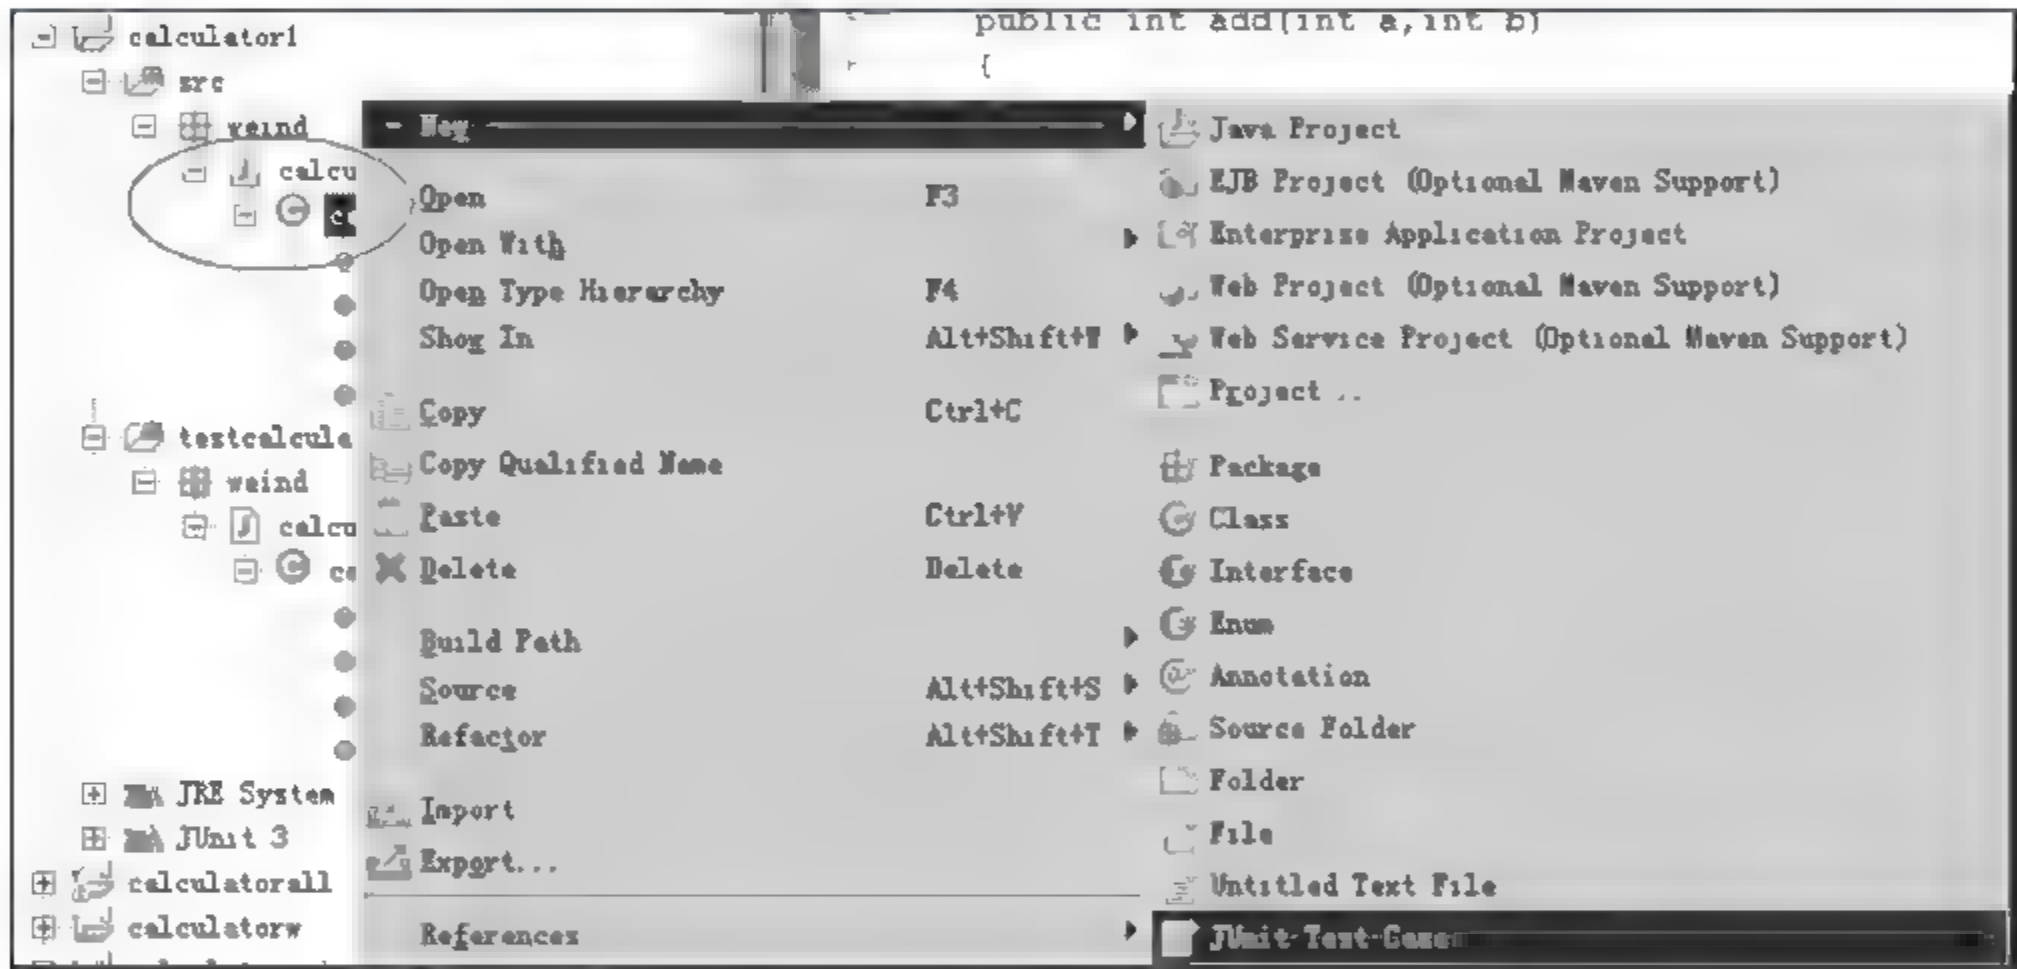 calculator1
src
weind
calcu
testcalcula
weind
calcu
JRE System
JUnit 3
calculatorall
calculatorw
public int add(int a,int b)
{
New
Open F3
Open With
Open Type Hierarchy F4
Show In Alt+Shift+W
Copy Ctrl+C
Copy Qualified Name
Paste Ctrl+V
Delete Delete
Build Path
Source Alt+Shift+S
Refactor Alt+Shift+T
Import
Export...
References
Java Project
EJB Project (Optional Maven Support)
Enterprise Application Project
Web Project (Optional Maven Support)
Web Service Project (Optional Maven Support)
Project ..
Package
Class
Interface
Enum
Annotation
Source Folder
Folder
File
Untitled Text File
JUnit Test Case